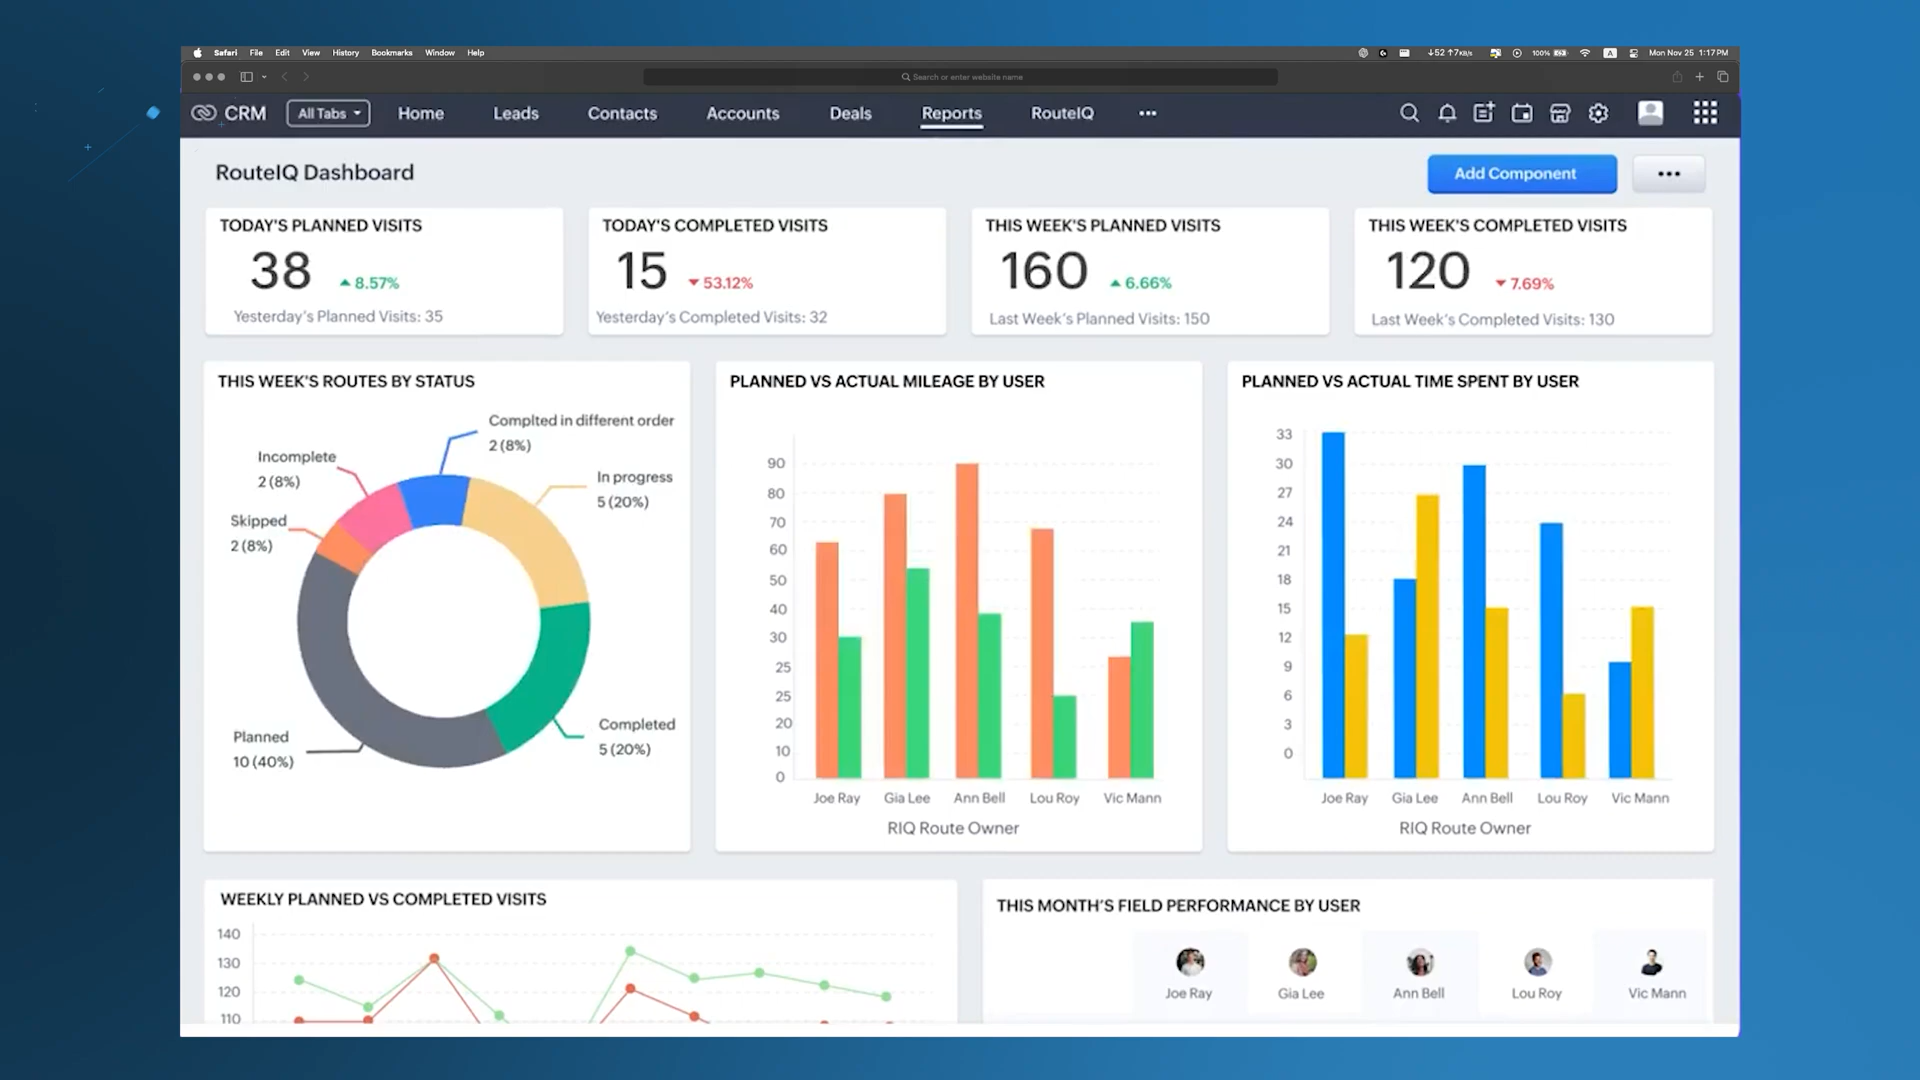 Safari File Edit View History Bookmarks Window Help
↓52 ↑7KB/s 100% A Mon Nov 25 1:17 PM
Search or enter website name
CRM All Tabs Home Leads Contacts Accounts Deals Reports RouteIQ •••
RouteIQ Dashboard
Add Component •••
TODAY'S PLANNED VISITS
38 8.57%
Yesterday's Planned Visits: 35
TODAY'S COMPLETED VISITS
15 53.12%
Yesterday's Completed Visits: 32
THIS WEEK'S PLANNED VISITS
160 6.66%
Last Week's Planned Visits: 150
THIS WEEK'S COMPLETED VISITS
120 7.69%
Last Week's Completed Visits: 130
THIS WEEK'S ROUTES BY STATUS
Complted in different order
2 (8%)
Incomplete
2 (8%)
In progress
5 (20%)
Skipped
2 (8%)
Completed
5 (20%)
Planned
10 (40%)
PLANNED VS ACTUAL MILEAGE BY USER
90
80
70
60
50
40
30
25
25
20
10
0
Joe Ray Gia Lee Ann Bell Lou Roy Vic Mann
RIQ Route Owner
PLANNED VS ACTUAL TIME SPENT BY USER
33
30
27
24
21
18
15
12
9
6
3
0
Joe Ray Gia Lee Ann Bell Lou Roy Vic Mann
RIQ Route Owner
WEEKLY PLANNED VS COMPLETED VISITS
140
130
120
110
THIS MONTH'S FIELD PERFORMANCE BY USER
Joe Ray Gia Lee Ann Bell Lou Roy Vic Mann